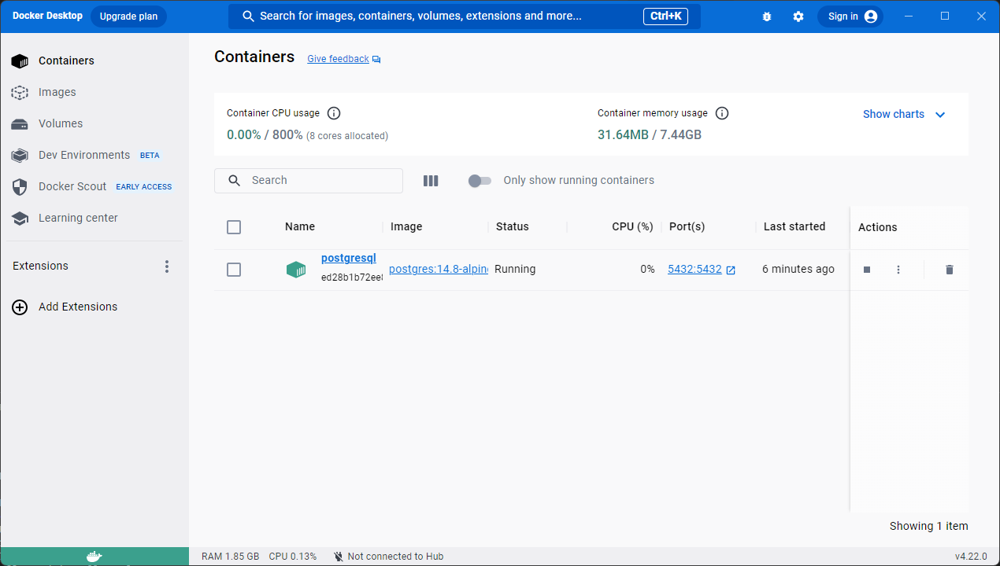 Docker Desktop Upgrade plan Search for images, containers, volumes, extensions and more... Ctrl+K Sign in
Containers
Images
Volumes
Dev Environments BETA
Docker Scout EARLY ACCESS
Learning center
Extensions
Add Extensions
Containers Give feedback
Container CPU usage
0.00% / 800% (8 cores allocated)
Container memory usage
31.64MB / 7.44GB
Show charts
Search
Only show running containers
Name Image Status CPU (%) Port(s) Last started Actions
postgresql
ed28b1b72ee8
postgres:14.8-alpin Running 0% 5432:5432 6 minutes ago
Showing 1 item
RAM 1.85 GB CPU 0.13% Not connected to Hub v4.22.0